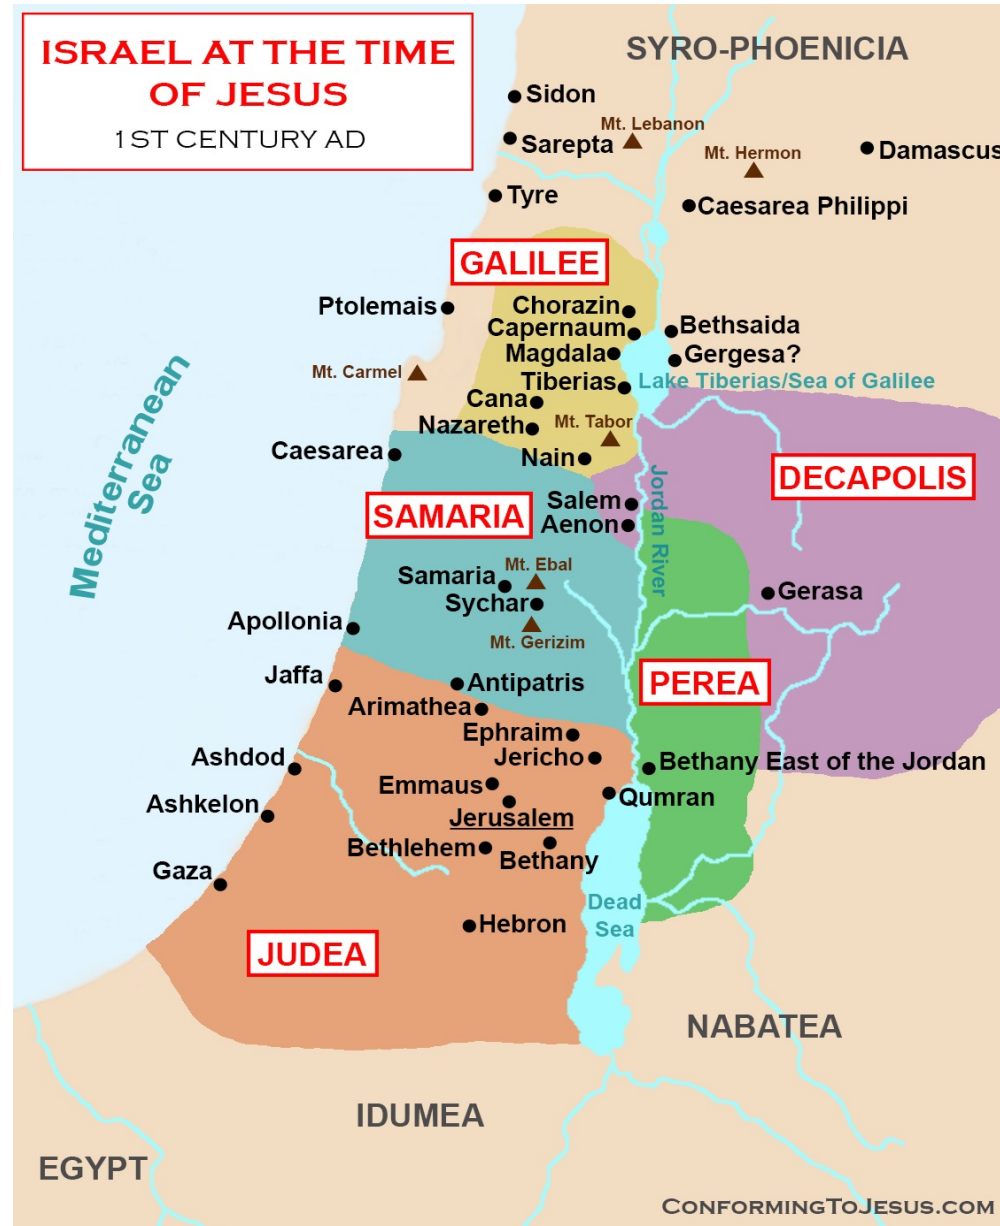 ISRAEL AT THE TIME
OF JESUS
1ST CENTURY AD
SYRO-PHOENICIA
Sidon
Mt. Lebanon
Sarepta
Mt. Hermon
Damascus
Tyre
Caesarea Philippi
GALILEE
Ptolemais
Chorazin
Capernaum
Bethsaida
Magdala
Gergesa?
Mt. Carmel
Tiberias
Lake Tiberias/Sea of Galilee
Cana
Nazareth
Mt. Tabor
Caesarea
Nain
Mediterranean
Sea
DECAPOLIS
Jordan River
Salem
SAMARIA
Aenon
Mt. Ebal
Samaria
Sychar
Gerasa
Apollonia
Mt. Gerizim
Jaffa
Antipatris
PEREA
Arimathea
Ephraim
Jericho
Ashdod
Bethany East of the Jordan
Emmaus
Qumran
Ashkelon
Jerusalem
Bethlehem
Bethany
Gaza
Dead
Sea
Hebron
JUDEA
NABATEA
IDUMEA
EGYPT
CONFORMINGTOJESUS.COM